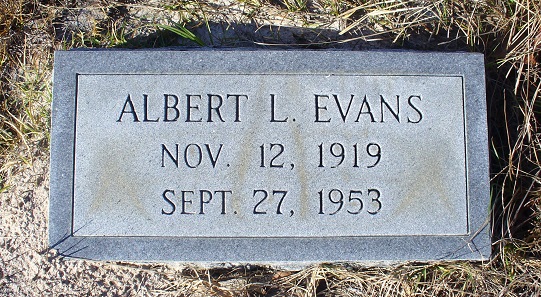 ALBERT L. EVANS
NOV. 12, 1919
SEPT. 27, 1953